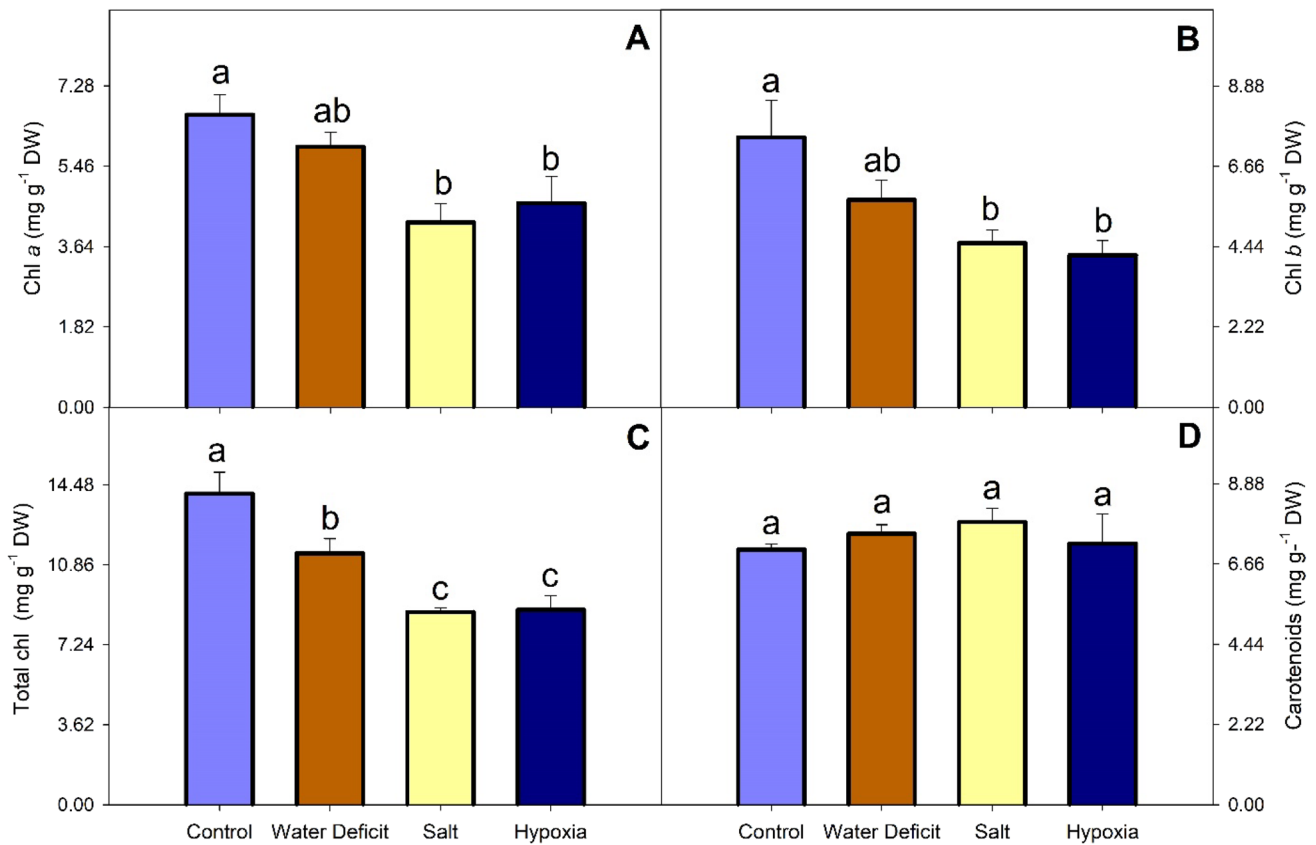 A
Chl a (mg g-1 DW)
7.28
5.46
3.64
1.82
0.00
a
ab
b
b
B
a
ab
b
b
8.88
6.66
4.44
2.22
0.00
Chl b (mg g-1 DW)
C
Total chl (mg g-1 DW)
14.48
10.86
7.24
3.62
0.00
a
b
c
c
Control
Water Deficit
Salt
Hypoxia
D
a
a
a
a
8.88
6.66
4.44
2.22
0.00
Carotenoids (mg g-1 DW)
Control
Water Deficit
Salt
Hypoxia